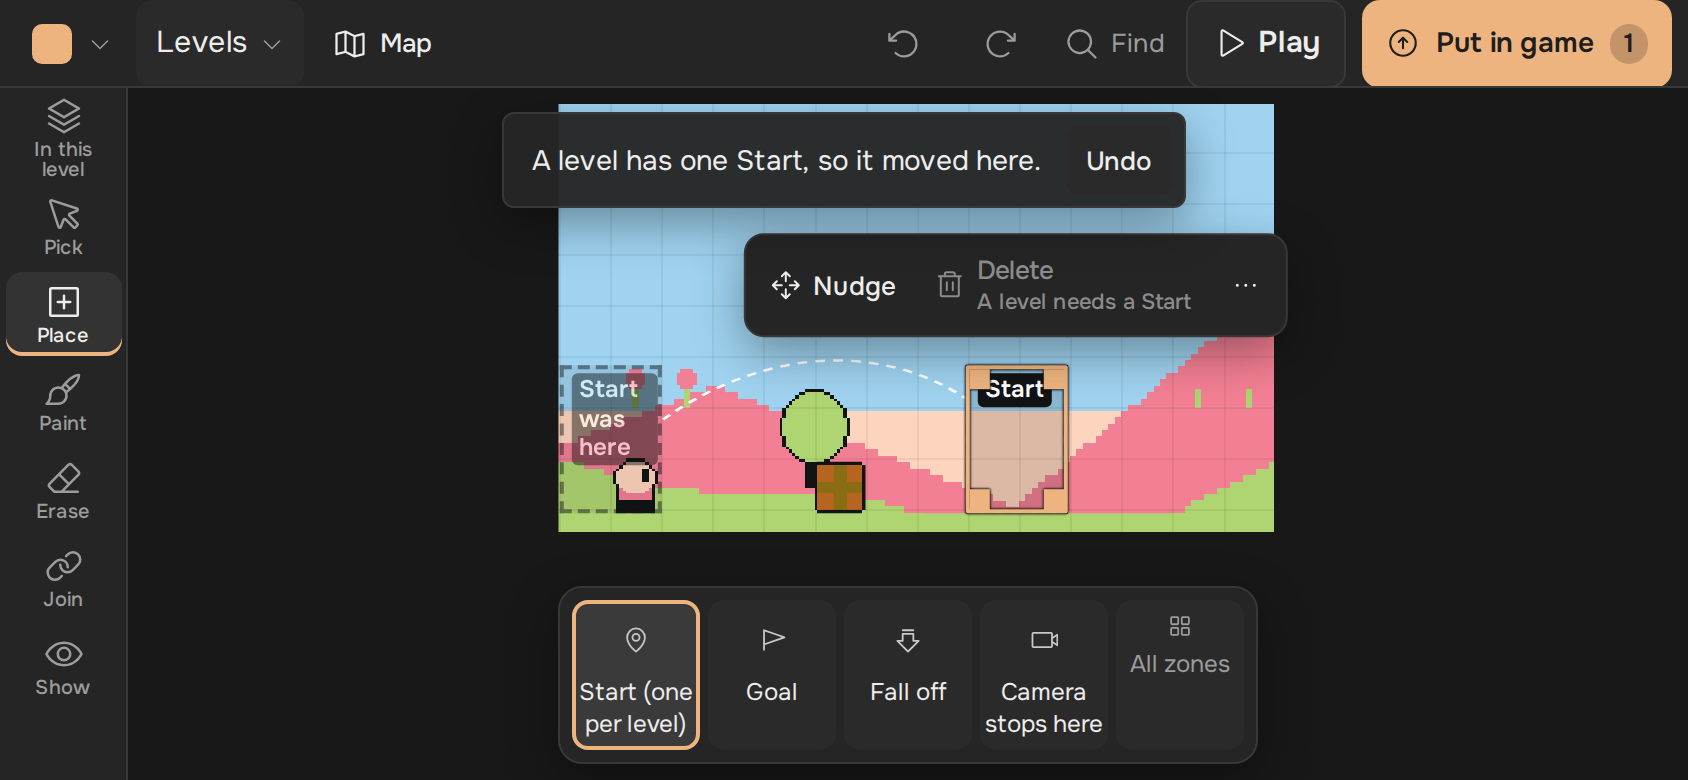 Levels
Map
Find
Play
Put in game
1
In this
level
Pick
Place
Paint
Erase
Join
Show
A level has one Start, so it moved here.
Undo
Nudge
Delete
A level needs a Start
Start
was
here
Start
Start (one
per level)
Goal
Fall off
Camera
stops here
All zones